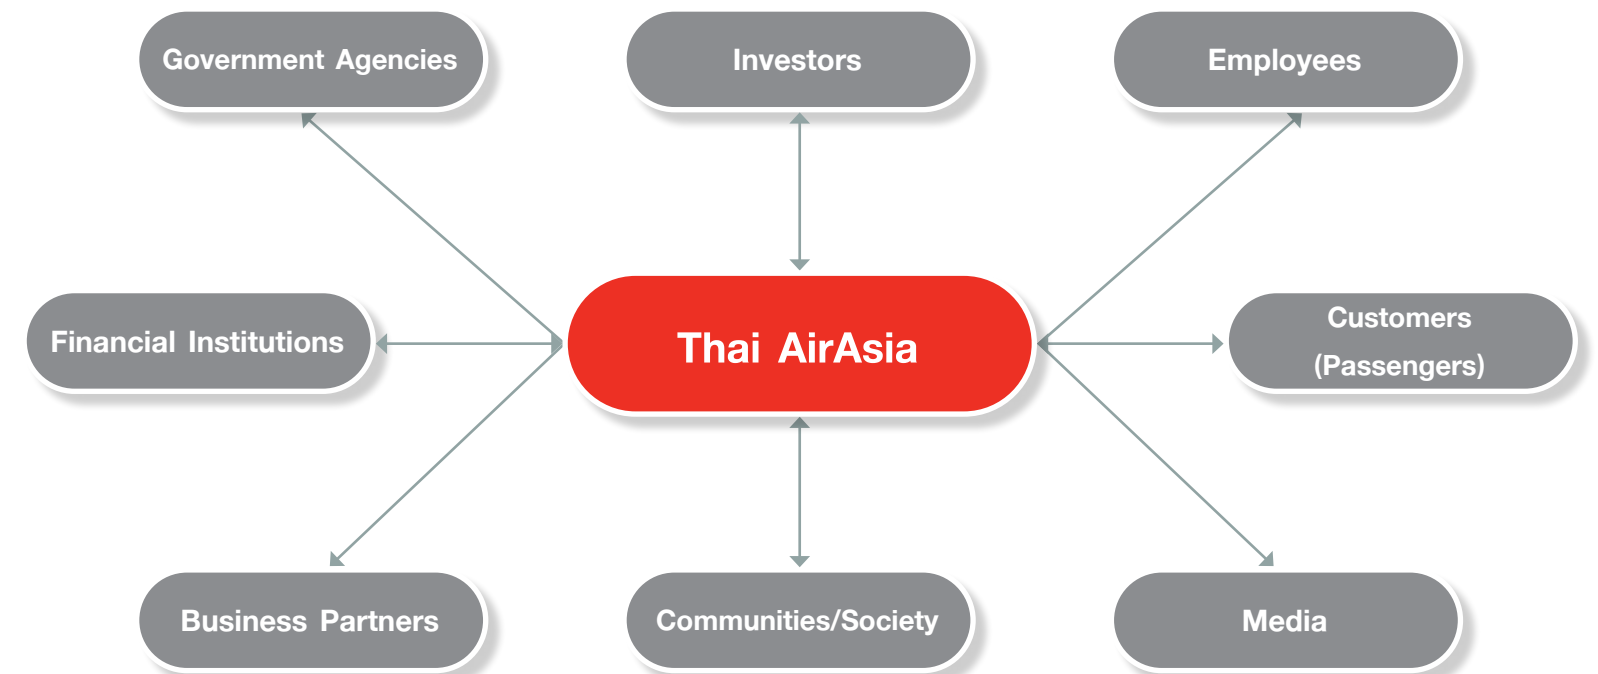 Government Agencies
Investors
Employees
Financial Institutions
Thai AirAsia
Customers
(Passengers)
Business Partners
Communities/Society
Media